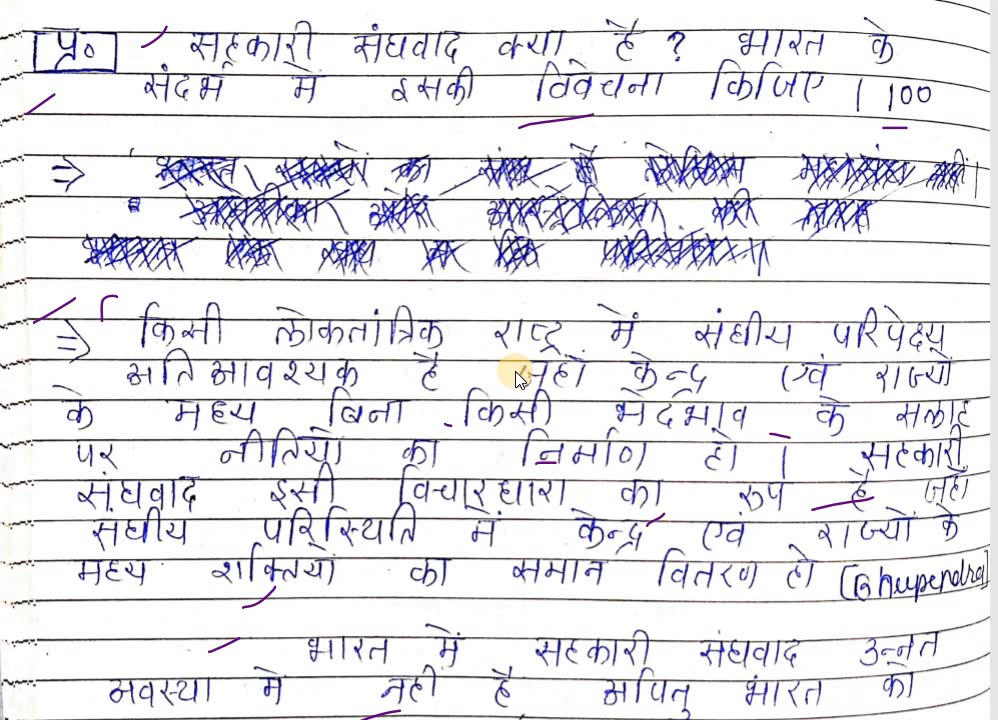 प्र० सहकारी संघवाद क्या है ? भारत के
संदर्भ में इसकी विवेचना किजिए | 100
⇒
⇒ किसी लोकतांत्रिक राष्ट्र में संघीय परिपेक्ष्य
अति आवश्यक है जहाँ केन्द्र एवं राज्यों
के मध्य बिना किसी भेदभाव के सलाह
पर नीतियों का निर्माण हो | सहकारी
संघवाद इसी विचारधारा का रुप है जहाँ
संघीय परिस्थिति में केन्द्र एवं राज्यों के
मध्य शक्तियों का समान वितरण हो (Bhupendra)
भारत में सहकारी संघवाद उन्नत
अवस्था मे नही है अपितु भारत को